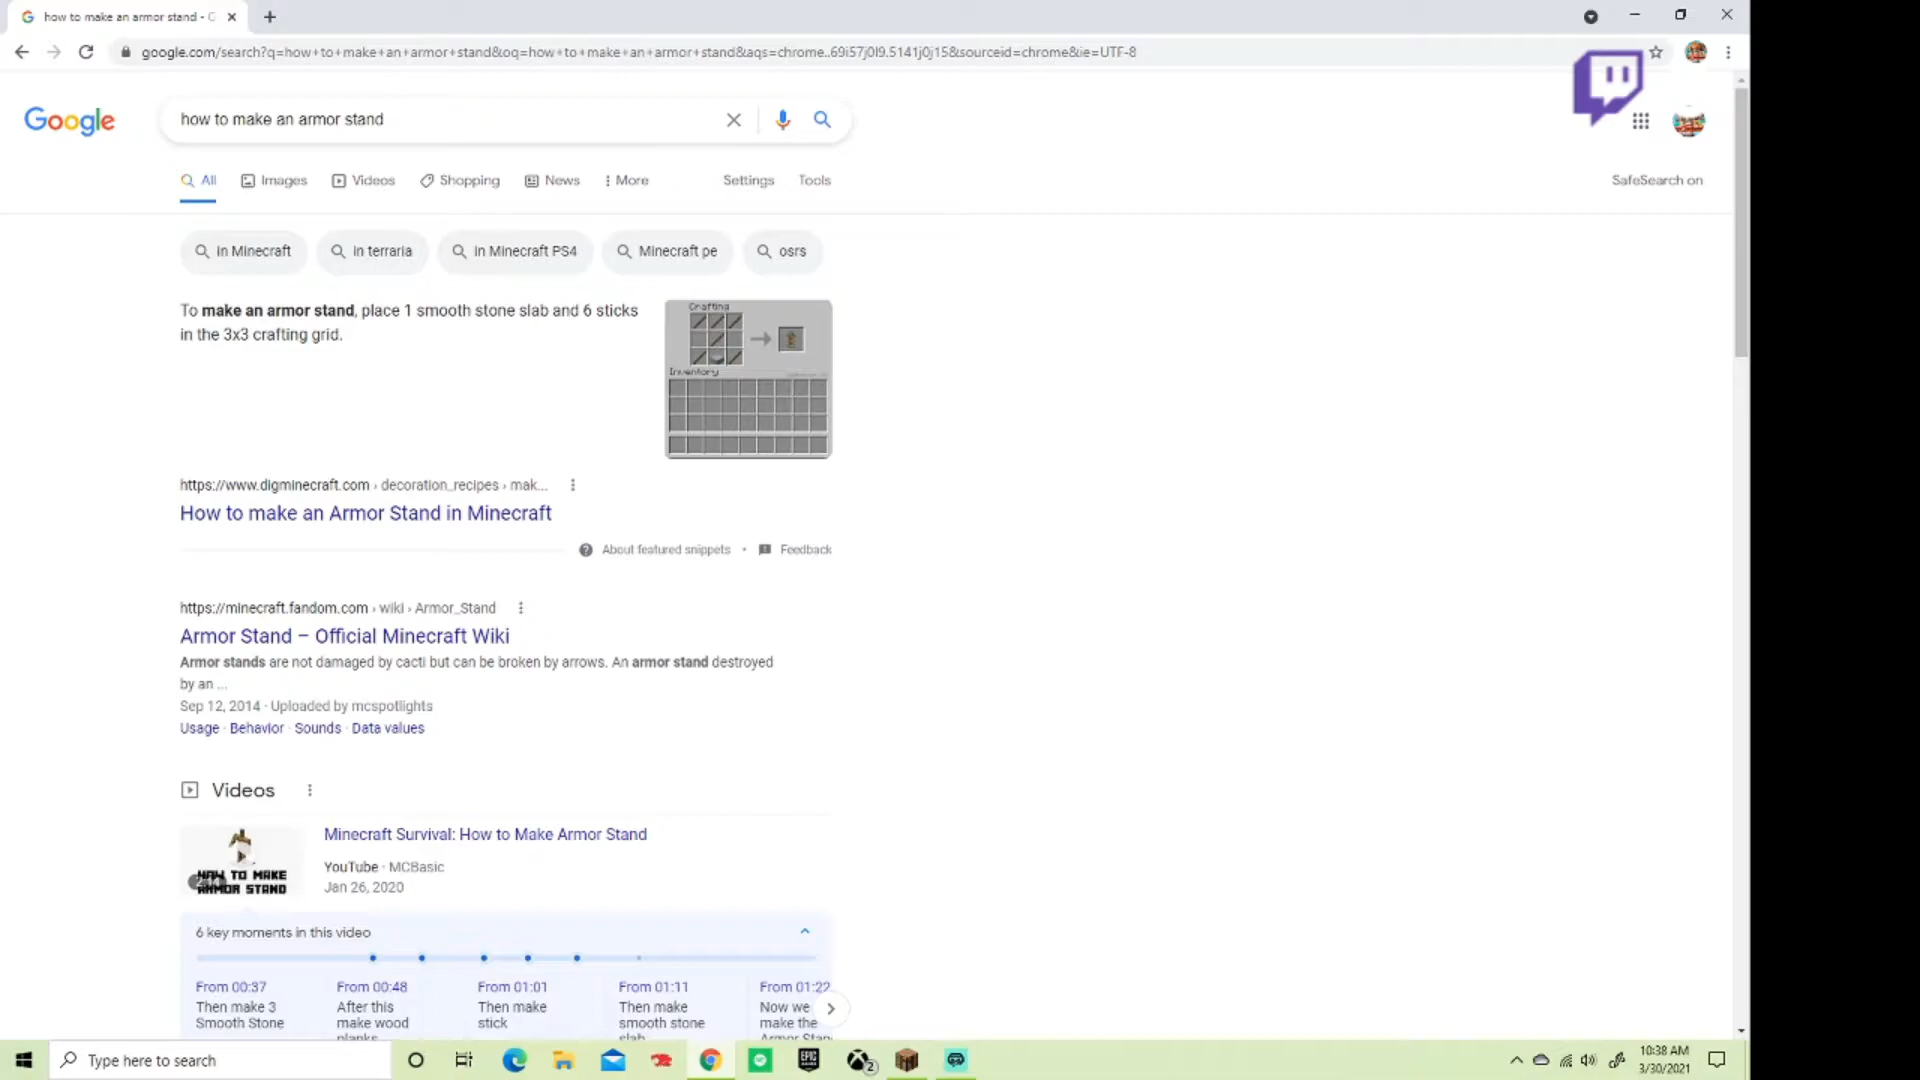 how to make an armor stand - G
google.com/search?q=how+to+make+an+armor+stand&oq=how+to+make+an+armor+stand&aqs=chrome..69i57j0l9.5141j0j15&sourceid=chrome&ie=UTF-8
Google
how to make an armor stand
All
Images
Videos
Shopping
News
More
Settings
Tools
SafeSearch on
in Minecraft
in terraria
in Minecraft PS4
Minecraft pe
osrs
To make an armor stand, place 1 smooth stone slab and 6 sticks
in the 3x3 crafting grid.
Crafting
Inventory
https://www.digminecraft.com › decoration_recipes › mak...
How to make an Armor Stand in Minecraft
About featured snippets • Feedback
https://minecraft.fandom.com › wiki › Armor_Stand
Armor Stand – Official Minecraft Wiki
Armor stands are not damaged by cacti but can be broken by arrows. An armor stand destroyed
by an ...
Sep 12, 2014 · Uploaded by mcspotlights
Usage · Behavior · Sounds · Data values
Videos
HOW TO MAKE
ARMOR STAND
Minecraft Survival: How to Make Armor Stand
YouTube · MCBasic
Jan 26, 2020
6 key moments in this video
From 00:37
Then make 3
Smooth Stone
From 00:48
After this
make wood
planks
From 01:01
Then make
stick
From 01:11
Then make
smooth stone
slab
From 01:22
Now we
make the
Armor Stan
Type here to search
EPIC
2
10:38 AM
3/30/2021